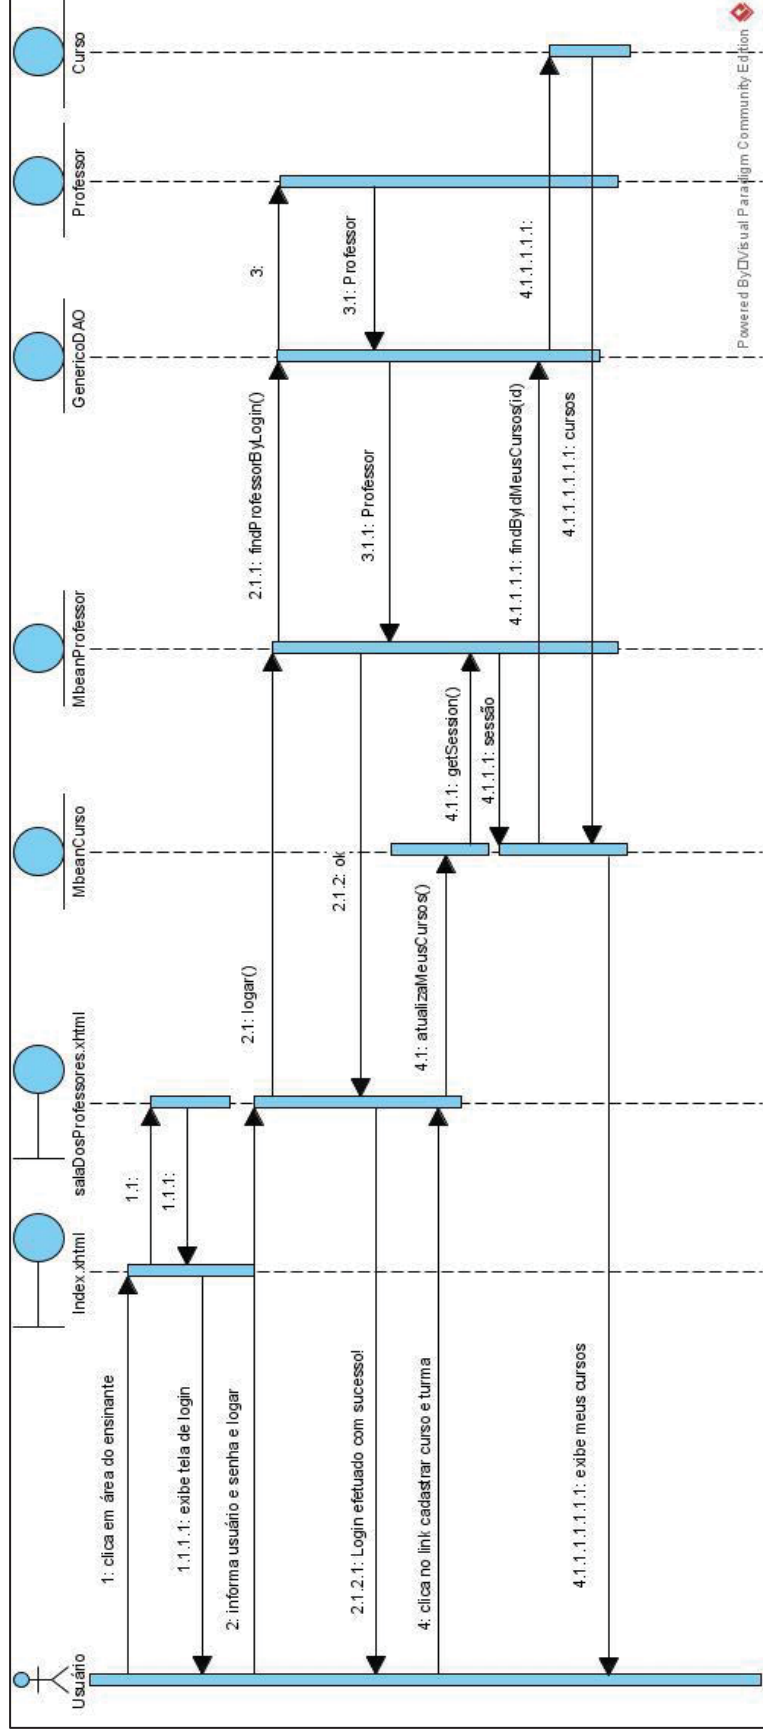 Usuário
Index.xhtml
salaDosProfessores.xhtml
MbeanCurso
MbeanProfessor
GenericoDAO
Professor
Curso
1: clica em área do ensinante
1.1:
1.1.1:
1.1.1.1: exibe tela de login
2: informa usuário e senha e logar
2.1: logar()
2.1.1: findProfessorByLogin()
3:
3.1: Professor
3.1.1: Professor
2.1.2: ok
2.1.2.1: Login efetuado com sucesso!
4: clica no link cadastrar curso e turma
4.1: atualizaMeusCursos()
4.1.1: getSession()
4.1.1.1: sessão
4.1.1.1.1: findByIdMeusCursos(id)
4.1.1.1.1.1:
4.1.1.1.1.1.1: cursos
4.1.1.1.1.1.1.1: exibe meus cursos
Powered By Visual Paradigm Community Edition